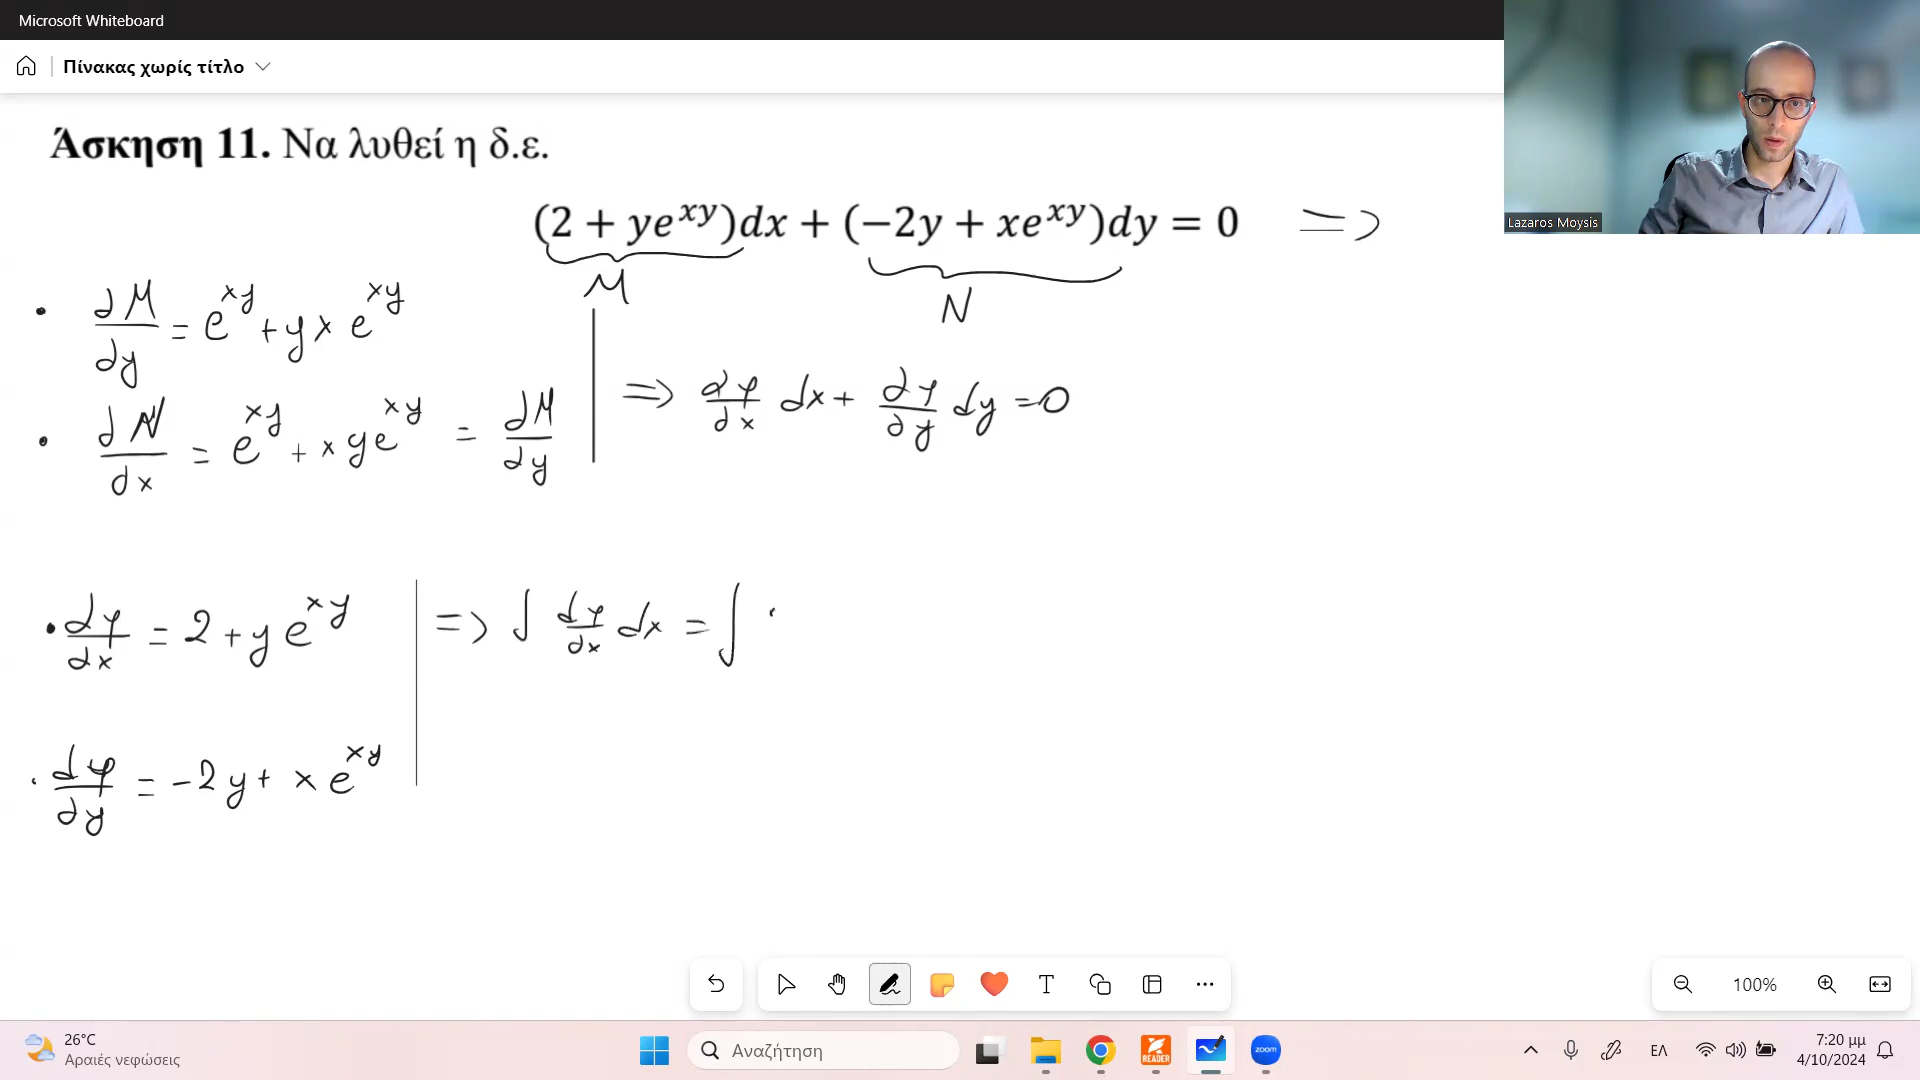 Microsoft Whiteboard
Πίνακας χωρίς τίτλο
Άσκηση 11. Να λυθεί η δ.ε.
(2 + ye^{xy})dx + (−2y + xe^{xy})dy = 0 =>
M
N
• ∂M/∂y = e^{xy} + yx e^{xy}
• ∂N/∂x = e^{xy} + xye^{xy} = ∂M/∂y
=> ∂φ/∂x dx + ∂φ/∂y dy = 0
• ∂φ/∂x = 2 + ye^{xy} => ∫ ∂φ/∂x dx = ∫
• ∂φ/∂y = -2y + xe^{xy}
Lazaros Moysis
100%
26°C
Αραιές νεφώσεις
Αναζήτηση
READER
zoom
ΕΛ
7:20 μμ
4/10/2024